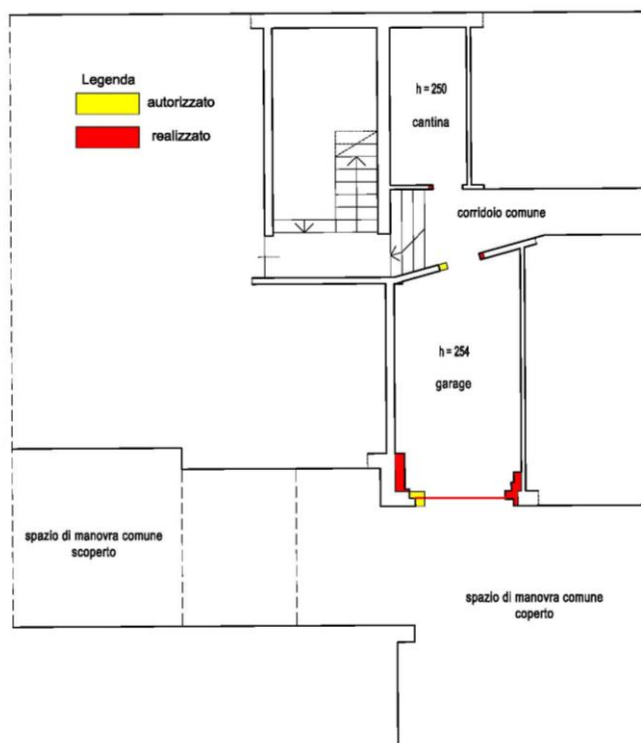 Legenda
autorizzato
realizzato
h = 250
cantina
corridoio comune
h = 254
garage
spazio di manovra comune
scoperto
spazio di manovra comune
coperto